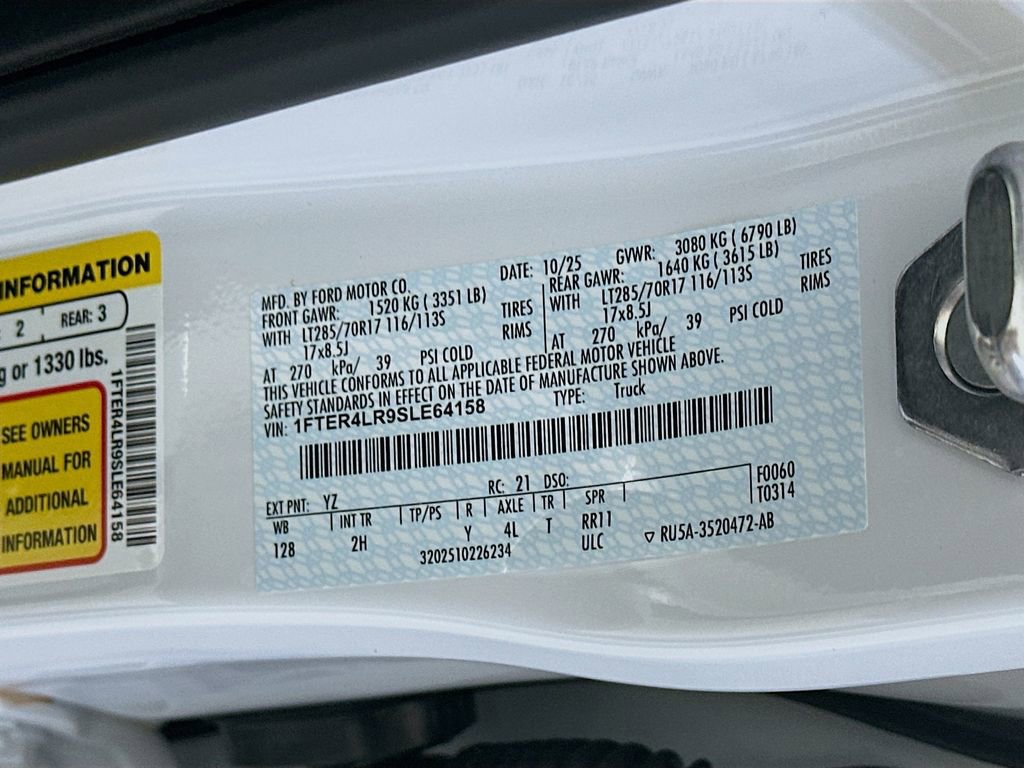 INFORMATION
2 REAR: 3
or 1330 lbs.
SEE OWNERS
MANUAL FOR
ADDITIONAL
INFORMATION
1FTER4LR9SLE64158
MFD. BY FORD MOTOR CO. DATE: 10/25 GVWR: 3080 KG ( 6790 LB)
FRONT GAWR: 1520 KG ( 3351 LB) REAR GAWR: 1640 KG ( 3615 LB)
WITH LT285/70R17 116/113S TIRES WITH LT285/70R17 116/113S TIRES
17x8.5J RIMS 17x8.5J RIMS
AT 270 kPa/ 39 PSI COLD AT 270 kPa/ 39 PSI COLD
THIS VEHICLE CONFORMS TO ALL APPLICABLE FEDERAL MOTOR VEHICLE
SAFETY STANDARDS IN EFFECT ON THE DATE OF MANUFACTURE SHOWN ABOVE.
VIN: 1FTER4LR9SLE64158 TYPE: Truck
EXT PNT: YZ RC: 21 DSO: F0060
WB INT TR TP/PS R AXLE TR SPR T0314
128 2H Y 4L T RR11
3202510226234 ULC ▽ RU5A-3520472-AB